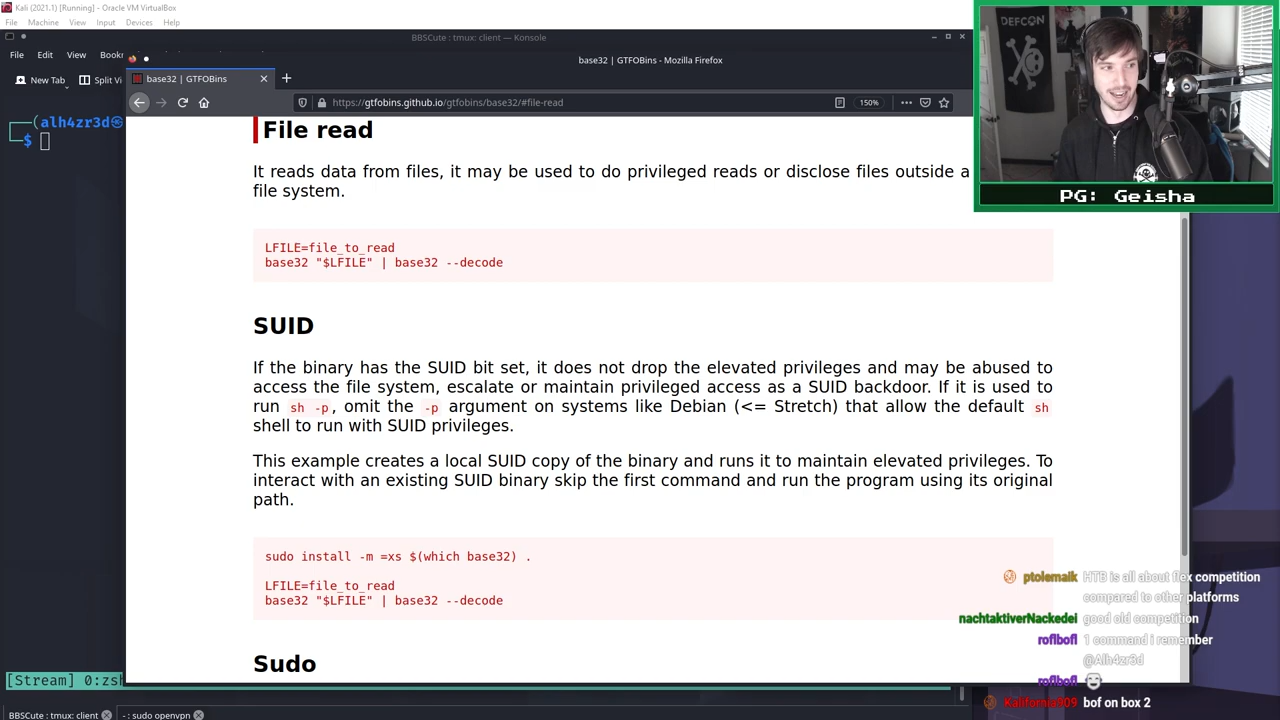 Kali (2021.1) [Running] - Oracle VM VirtualBox
File Machine View Input Devices Help
BBSCute : tmux: client — Konsole
File Edit View Bookm
New Tab Split Vi
(alh4zr3d
$
[Stream] 0:zsh
BBSCute : tmux: client - : sudo openvpn
base32 | GTFOBins - Mozilla Firefox
base32 | GTFOBins
https://gtfobins.github.io/gtfobins/base32/#file-read
150%
File read
It reads data from files, it may be used to do privileged reads or disclose files outside a
file system.
LFILE=file_to_read
base32 "$LFILE" | base32 --decode
SUID
If the binary has the SUID bit set, it does not drop the elevated privileges and may be abused to
access the file system, escalate or maintain privileged access as a SUID backdoor. If it is used to
run sh -p, omit the -p argument on systems like Debian (<= Stretch) that allow the default sh
shell to run with SUID privileges.
This example creates a local SUID copy of the binary and runs it to maintain elevated privileges. To
interact with an existing SUID binary skip the first command and run the program using its original
path.
sudo install -m =xs $(which base32) .
LFILE=file_to_read
base32 "$LFILE" | base32 --decode
Sudo
DEFCON
PG: Geisha
ptolemaik HTB is all about flex competition
compared to other platforms
nachtaktiverNackedei good old competition
roflbofl 1 command i remember
@Alh4zr3d
roflbofl
Kalifornia909 bof on box 2